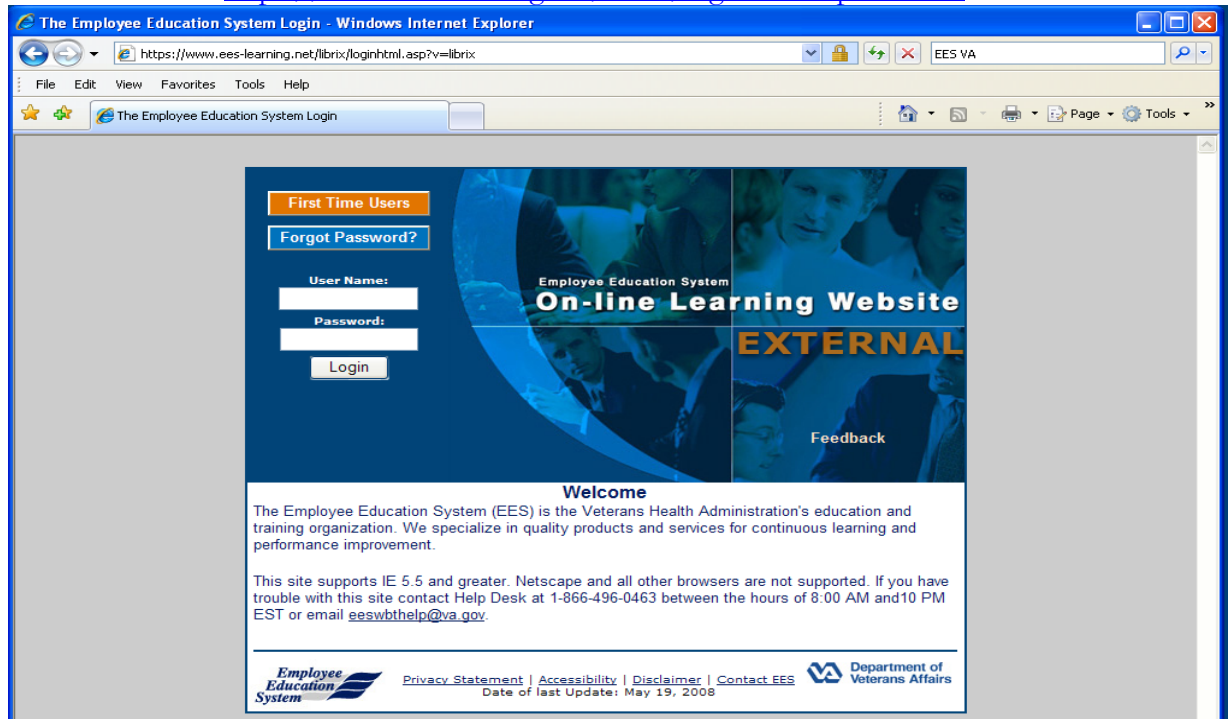 The Employee Education System Login - Windows Internet Explorer
https://www.ees-learning.net/librix/loginhtml.asp?v=librix
EES VA
File Edit View Favorites Tools Help
The Employee Education System Login
Page Tools
First Time Users
Forgot Password?
User Name:
Password:
Login
Employee Education System
On-line Learning Website
EXTERNAL
Feedback
Welcome
The Employee Education System (EES) is the Veterans Health Administration's education and
training organization. We specialize in quality products and services for continuous learning and
performance improvement.
This site supports IE 5.5 and greater. Netscape and all other browsers are not supported. If you have
trouble with this site contact Help Desk at 1-866-496-0463 between the hours of 8:00 AM and10 PM
EST or email eeswbthelp@va.gov.
Employee
Education
System
Privacy Statement | Accessibility | Disclaimer | Contact EES
Date of last Update: May 19, 2008
Department of
Veterans Affairs